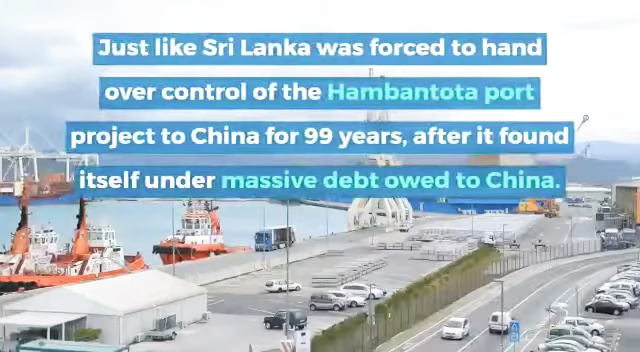 Just like Sri Lanka was forced to hand
over control of the Hambantota port
project to China for 99 years, after it found
itself under massive debt owed to China.